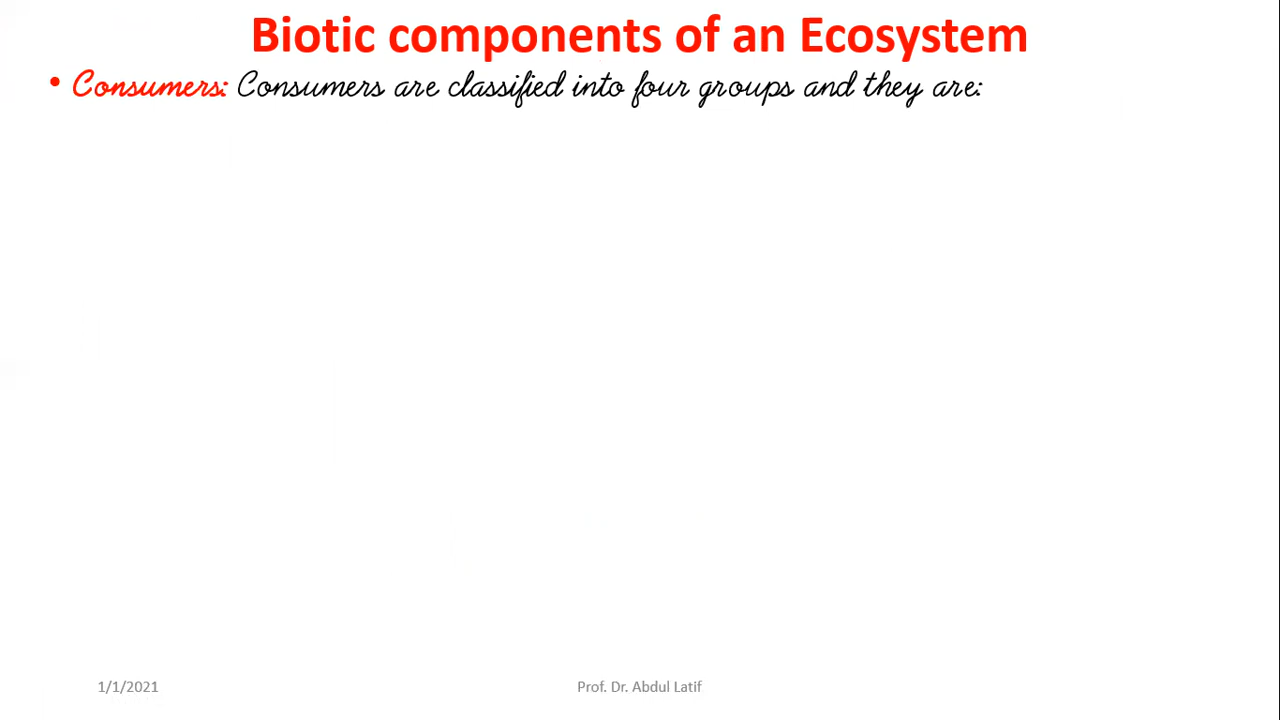 Biotic components of an Ecosystem
• Consumers: Consumers are classified into four groups and they are:
1/1/2021
Prof. Dr. Abdul Latif